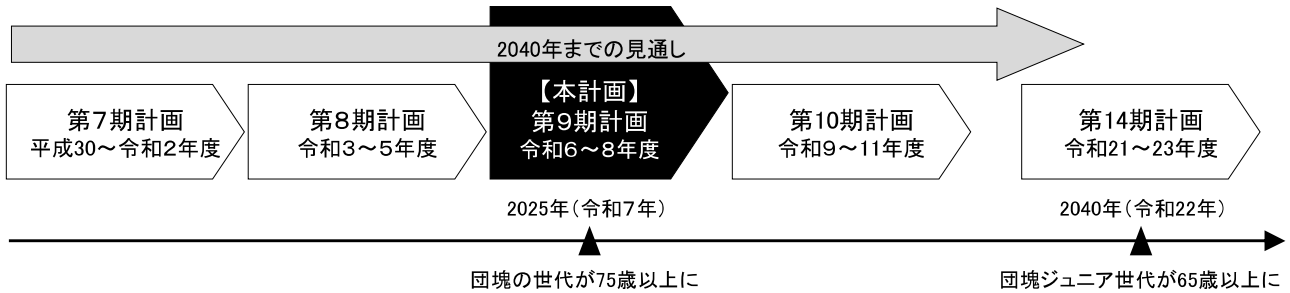 2040年までの見通し
第7期計画
平成30～令和2年度
第8期計画
令和3～5年度
【本計画】
第9期計画
令和6～8年度
第10期計画
令和9～11年度
第14期計画
令和21～23年度
2025年（令和7年）
2040年（令和22年）
団塊の世代が75歳以上に
団塊ジュニア世代が65歳以上に